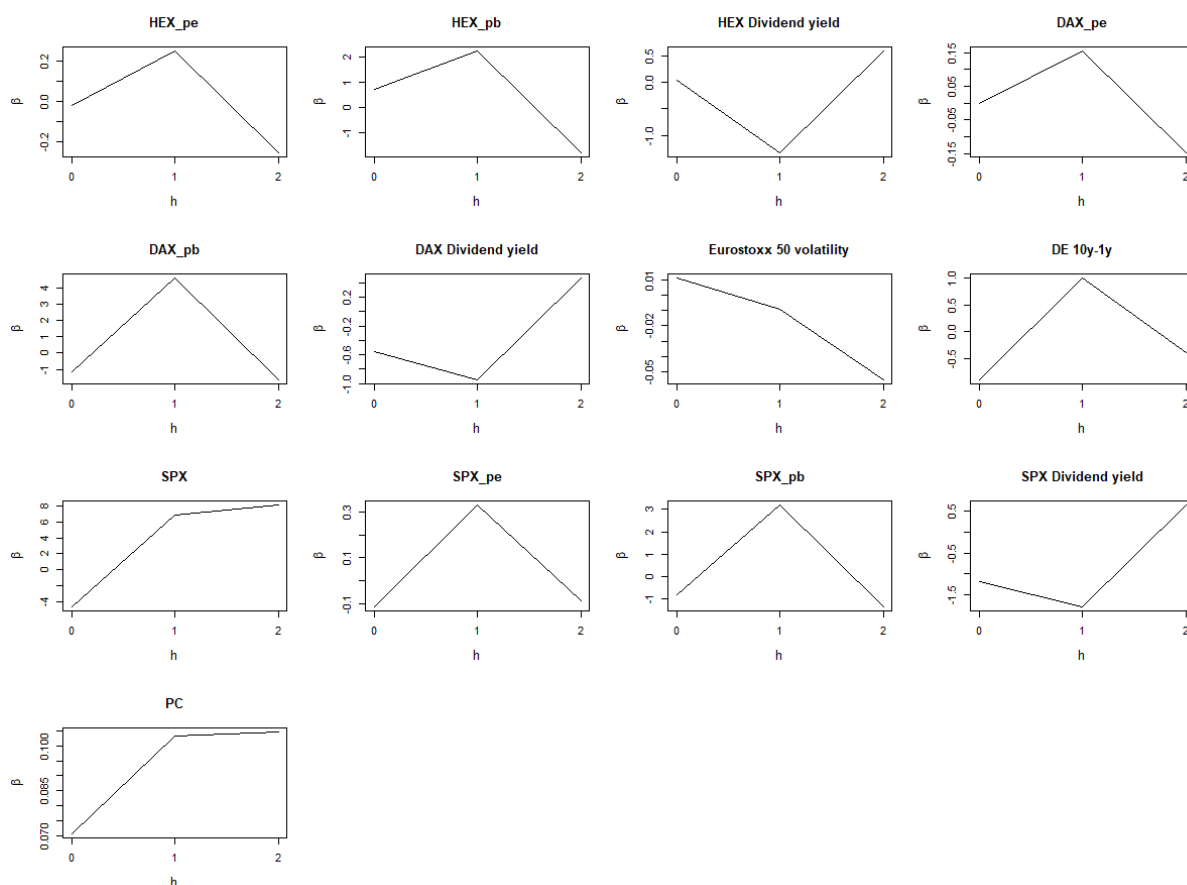 HEX_pe
β
0.2
0.0
-0.2
0 1 2
h
HEX_pb
β
2
1
0
-1
0 1 2
h
HEX Dividend yield
β
0.5
0.0
-1.0
0 1 2
h
DAX_pe
β
0.15
0.05
-0.05
-0.15
0 1 2
h
DAX_pb
β
4
3
2
1
0
-1
0 1 2
h
DAX Dividend yield
β
0.2
-0.2
-0.6
-1.0
0 1 2
h
Eurostoxx 50 volatility
β
0.01
-0.02
-0.05
0 1 2
h
DE 10y-1y
β
1.0
0.5
0.0
-0.5
0 1 2
h
SPX
β
8
6
4
2
0
-4
0 1 2
h
SPX_pe
β
0.3
0.1
-0.1
0 1 2
h
SPX_pb
β
3
2
1
0
-1
0 1 2
h
SPX Dividend yield
β
0.5
-0.5
-1.5
0 1 2
h
PC
β
0.100
0.085
0.070
0 1 2
h